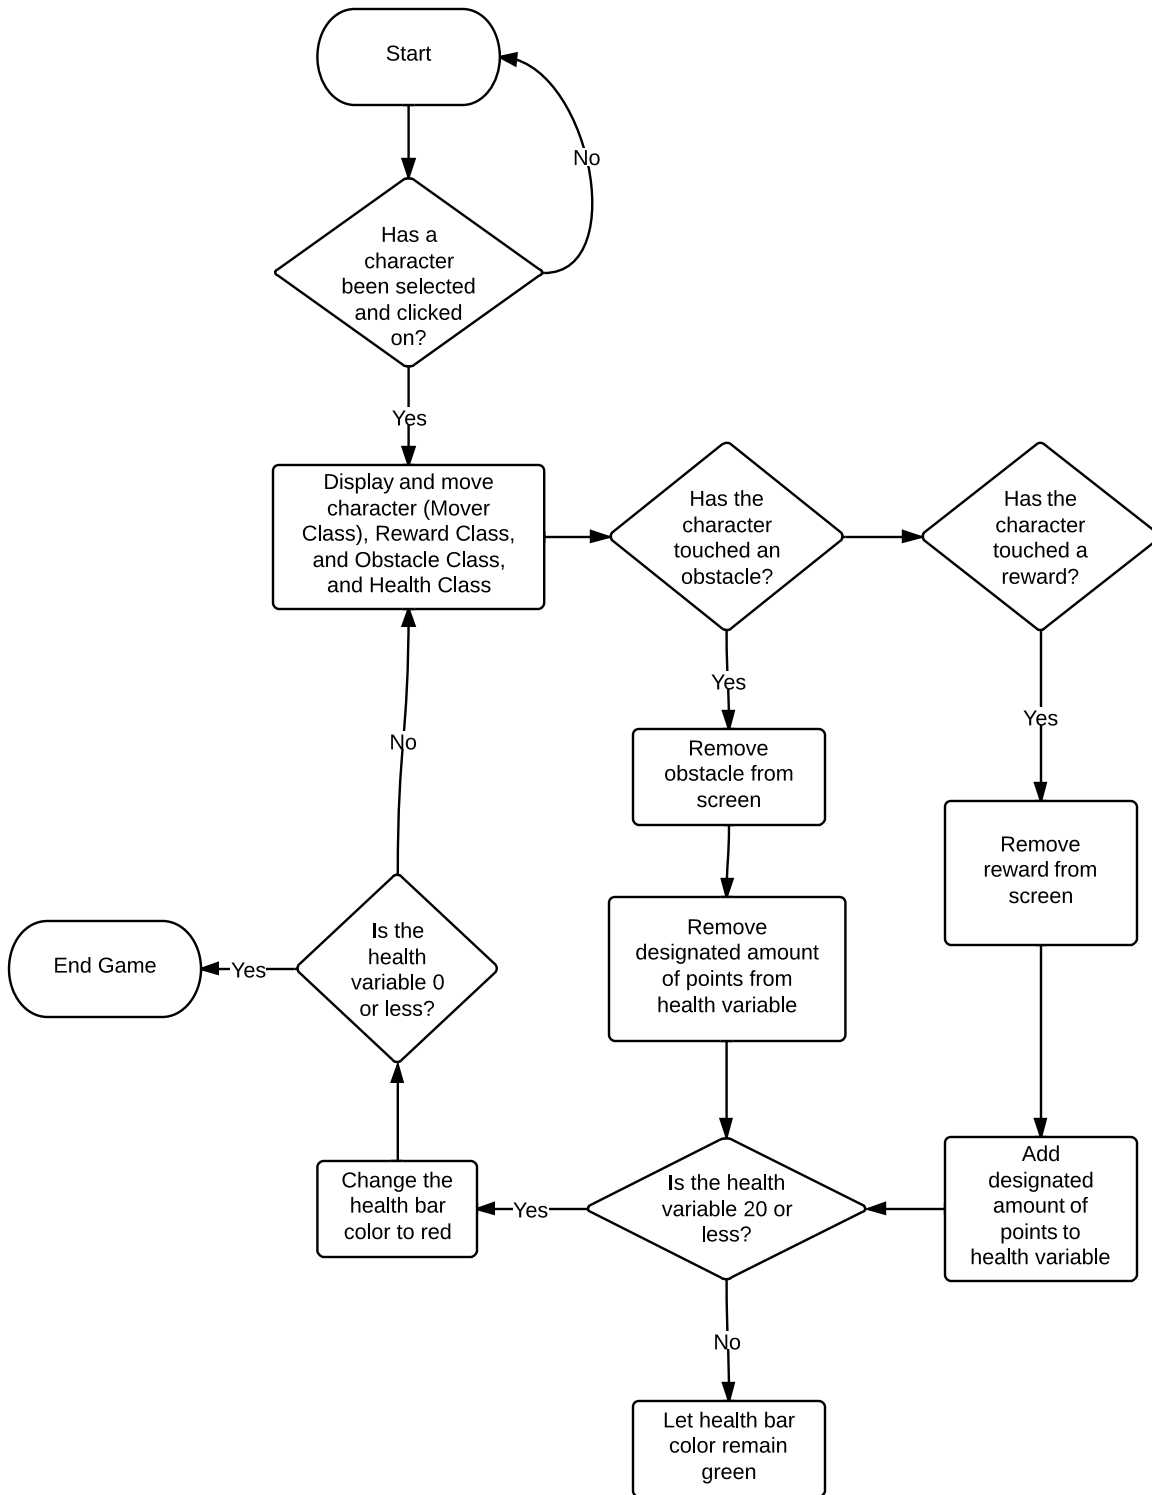 Start
No
Has a
character
been selected
and clicked
on?
Yes
Display and move
character (Mover
Class), Reward Class,
and Obstacle Class,
and Health Class
Has the
character
touched an
obstacle?
Has the
character
touched a
reward?
Yes
Remove
obstacle from
screen
Yes
Remove
reward from
screen
Remove
designated amount
of points from
health variable
No
Is the
health
variable 0
or less?
Yes
End Game
Add
designated
amount of
points to
health variable
Is the health
variable 20 or
less?
Yes
Change the
health bar
color to red
No
Let health bar
color remain
green